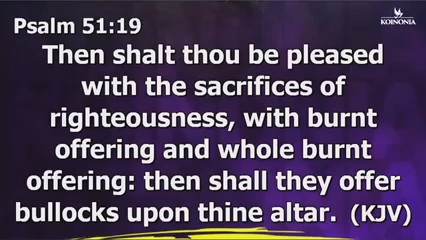 Psalm 51:19
KOINONIA
Then shalt thou be pleased
with the sacrifices of
righteousness, with burnt
offering and whole burnt
offering: then shall they offer
bullocks upon thine altar. (KJV)